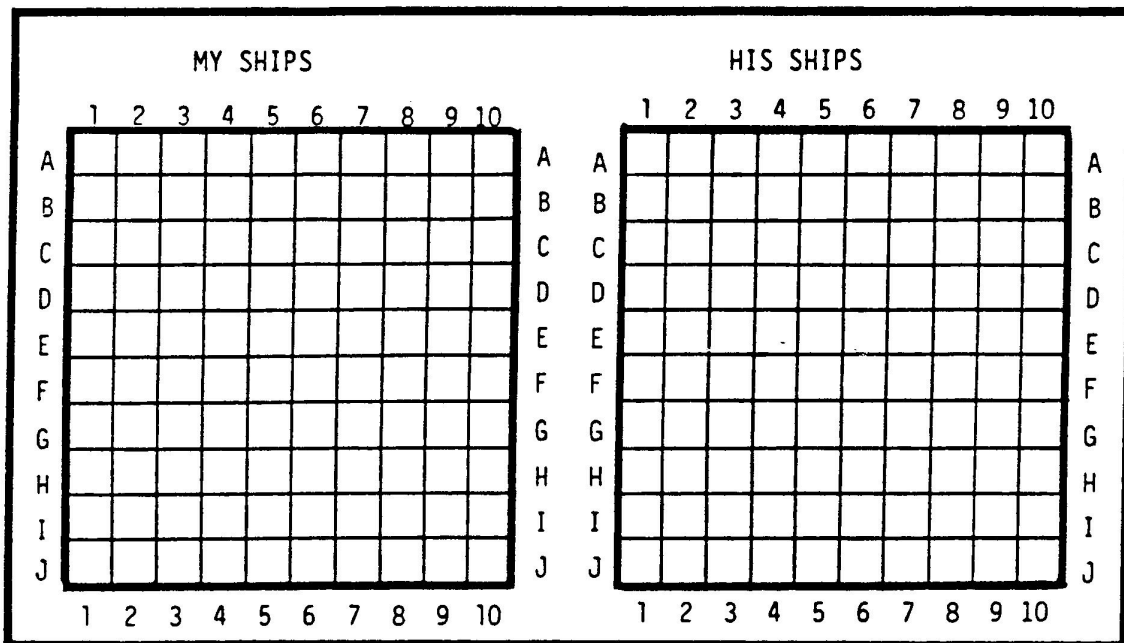 MY SHIPS HIS SHIPS
1 2 3 4 5 6 7 8 9 10 1 2 3 4 5 6 7 8 9 10
A A A A
B B B B
C C C C
D D D D
E E E E
F F F F
G G G G
H H H H
I I I I
J J J J
1 2 3 4 5 6 7 8 9 10 1 2 3 4 5 6 7 8 9 10